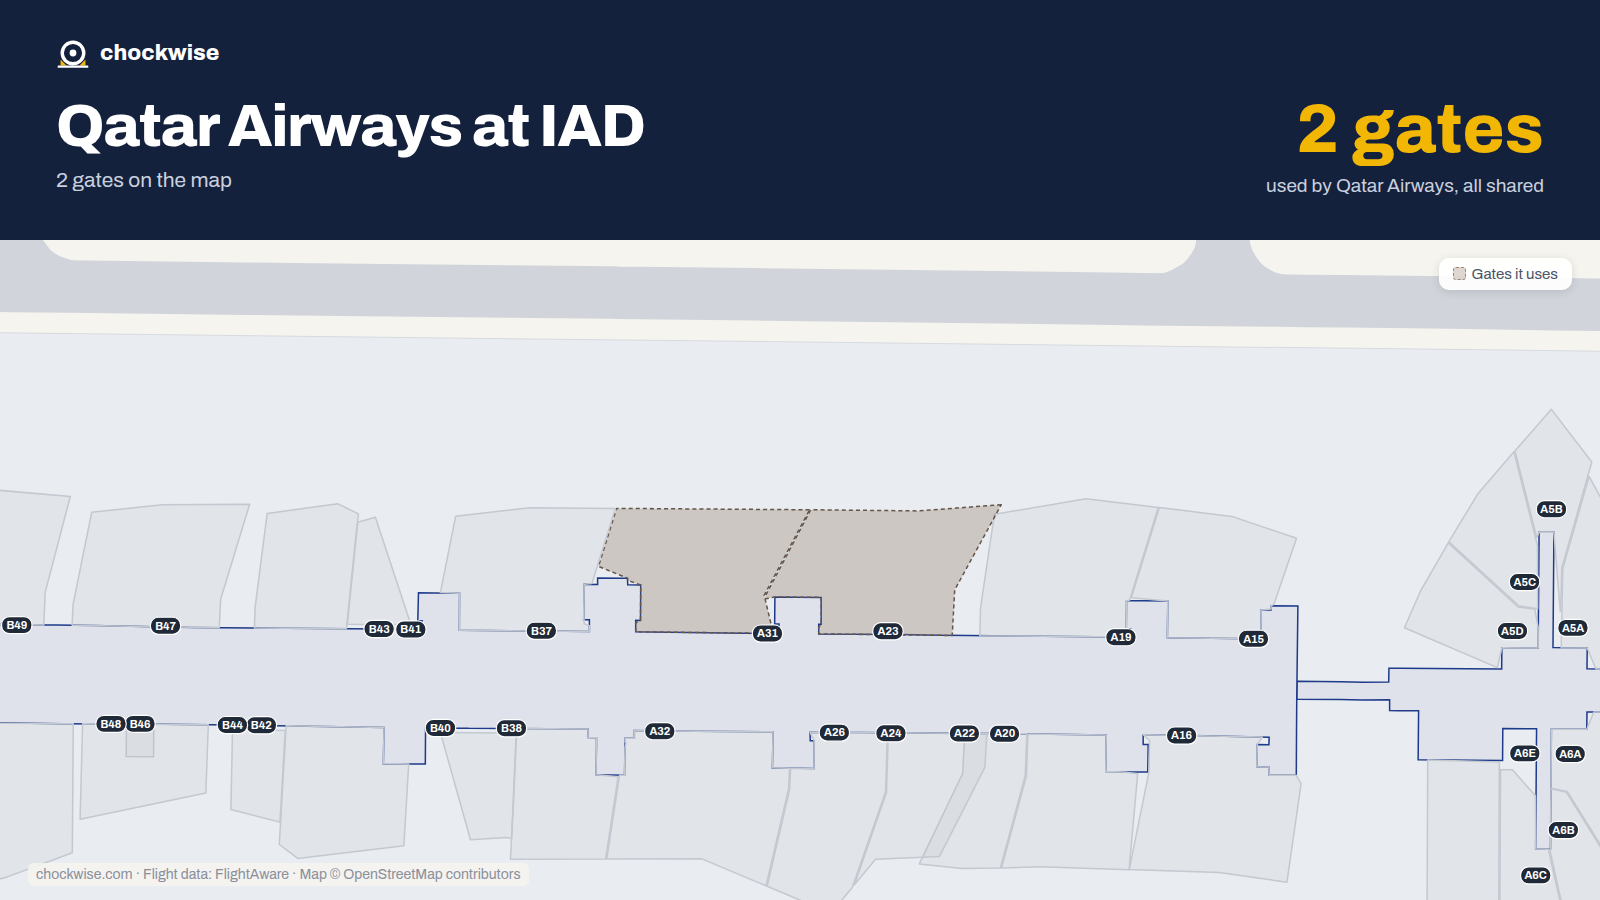 chockwise
Qatar Airways at IAD
2 gates on the map
2 gates
used by Qatar Airways, all shared
Gates it uses
A5B
A5C
A5D
A5A
B49
B47
B43
B41
B37
A31
A23
A19
A15
B48
B46
B44
B42
B40
B38
A32
A26
A24
A22
A20
A16
A6E
A6A
A6B
A6C
chockwise.com · Flight data: FlightAware · Map © OpenStreetMap contributors